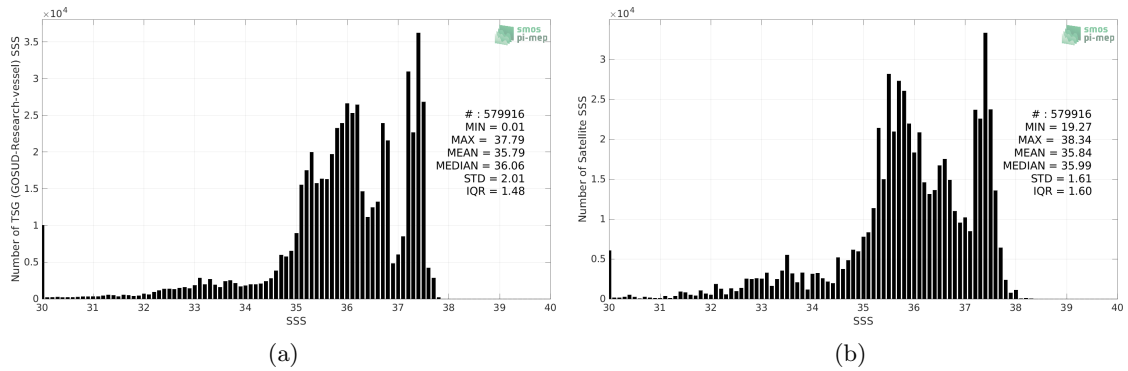 ×10⁴
smos
pi-mep
Number of TSG (GOSUD-Research-vessel) SSS
3.5
3
2.5
2
1.5
1
0.5
0
# : 579916
MIN = 0.01
MAX = 37.79
MEAN = 35.79
MEDIAN = 36.06
STD = 2.01
IQR = 1.48
30 31 32 33 34 35 36 37 38 39 40
SSS
(a)
×10⁴
smos
pi-mep
Number of Satellite SSS
3
2.5
2
1.5
1
0.5
0
# : 579916
MIN = 19.27
MAX = 38.34
MEAN = 35.84
MEDIAN = 35.99
STD = 1.61
IQR = 1.60
30 31 32 33 34 35 36 37 38 39 40
SSS
(b)